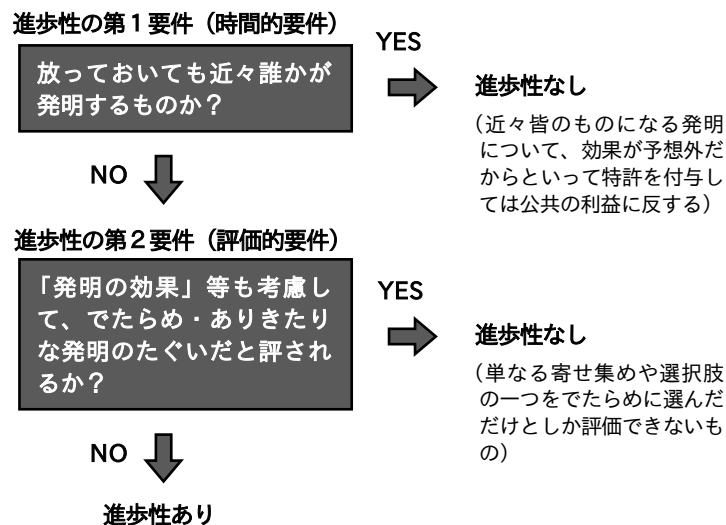 進歩性の第1要件（時間的要件）
YES
放っておいても近々誰かが
発明するものか？
進歩性なし
（近々皆のものになる発明
について、効果が予想外だ
からといって特許を付与し
ては公共の利益に反する）
NO
進歩性の第2要件（評価的要件）
「発明の効果」等も考慮し
て、でたらめ・ありきたり
な発明のたぐいだと評され
るか？
YES
進歩性なし
（単なる寄せ集めや選択肢
の一つをでたらめに選んだ
だけとしか評価できないも
の）
NO
進歩性あり